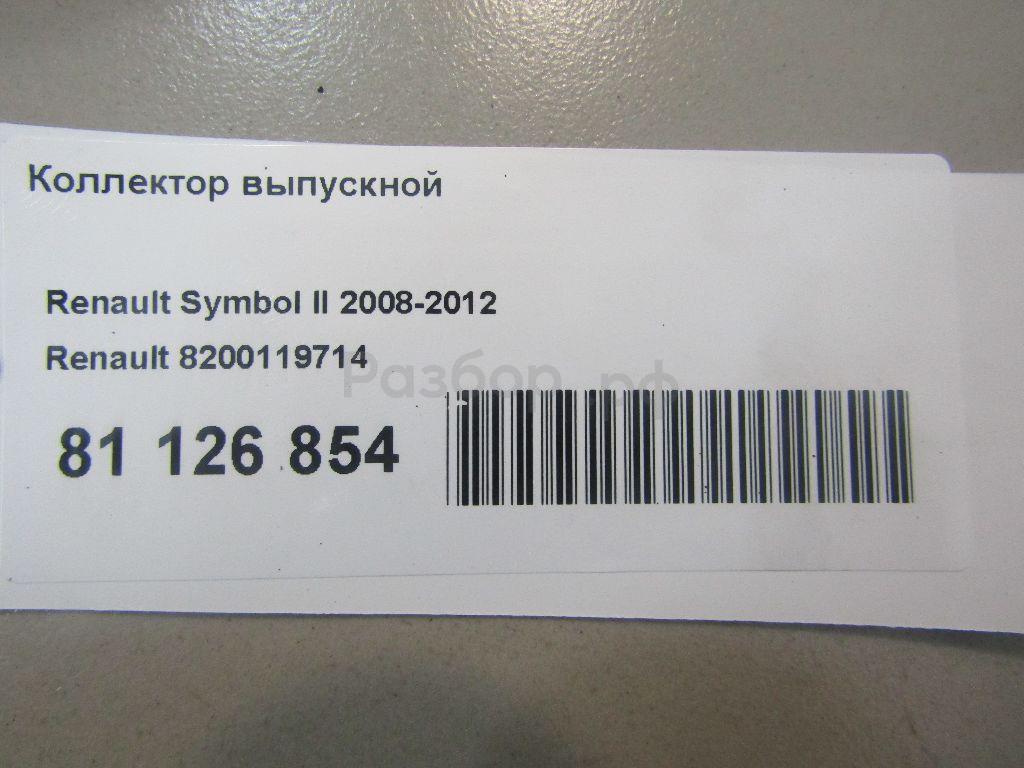 Коллектор выпускной
Renault Symbol II 2008-2012
Renault 8200119714
Разбор.рф
81 126 854